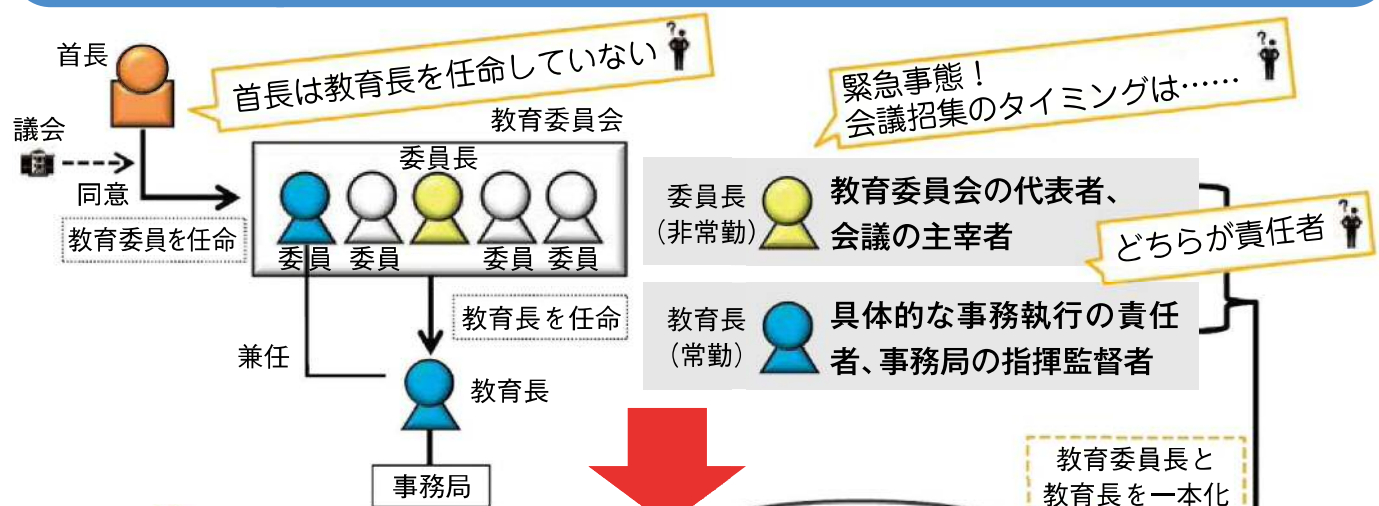 首長
首長は教育長を任命していない
?
議会
同意
教育委員を任命
教育委員会
委員長
委員 委員 委員 委員
教育長を任命
兼任
教育長
事務局
緊急事態!
会議招集のタイミングは……
?
委員長
(非常勤)
教育委員会の代表者、
会議の主宰者
どちらが責任者
?
教育長
(常勤)
具体的な事務執行の責任
者、事務局の指揮監督者
教育委員長と
教育長を一本化